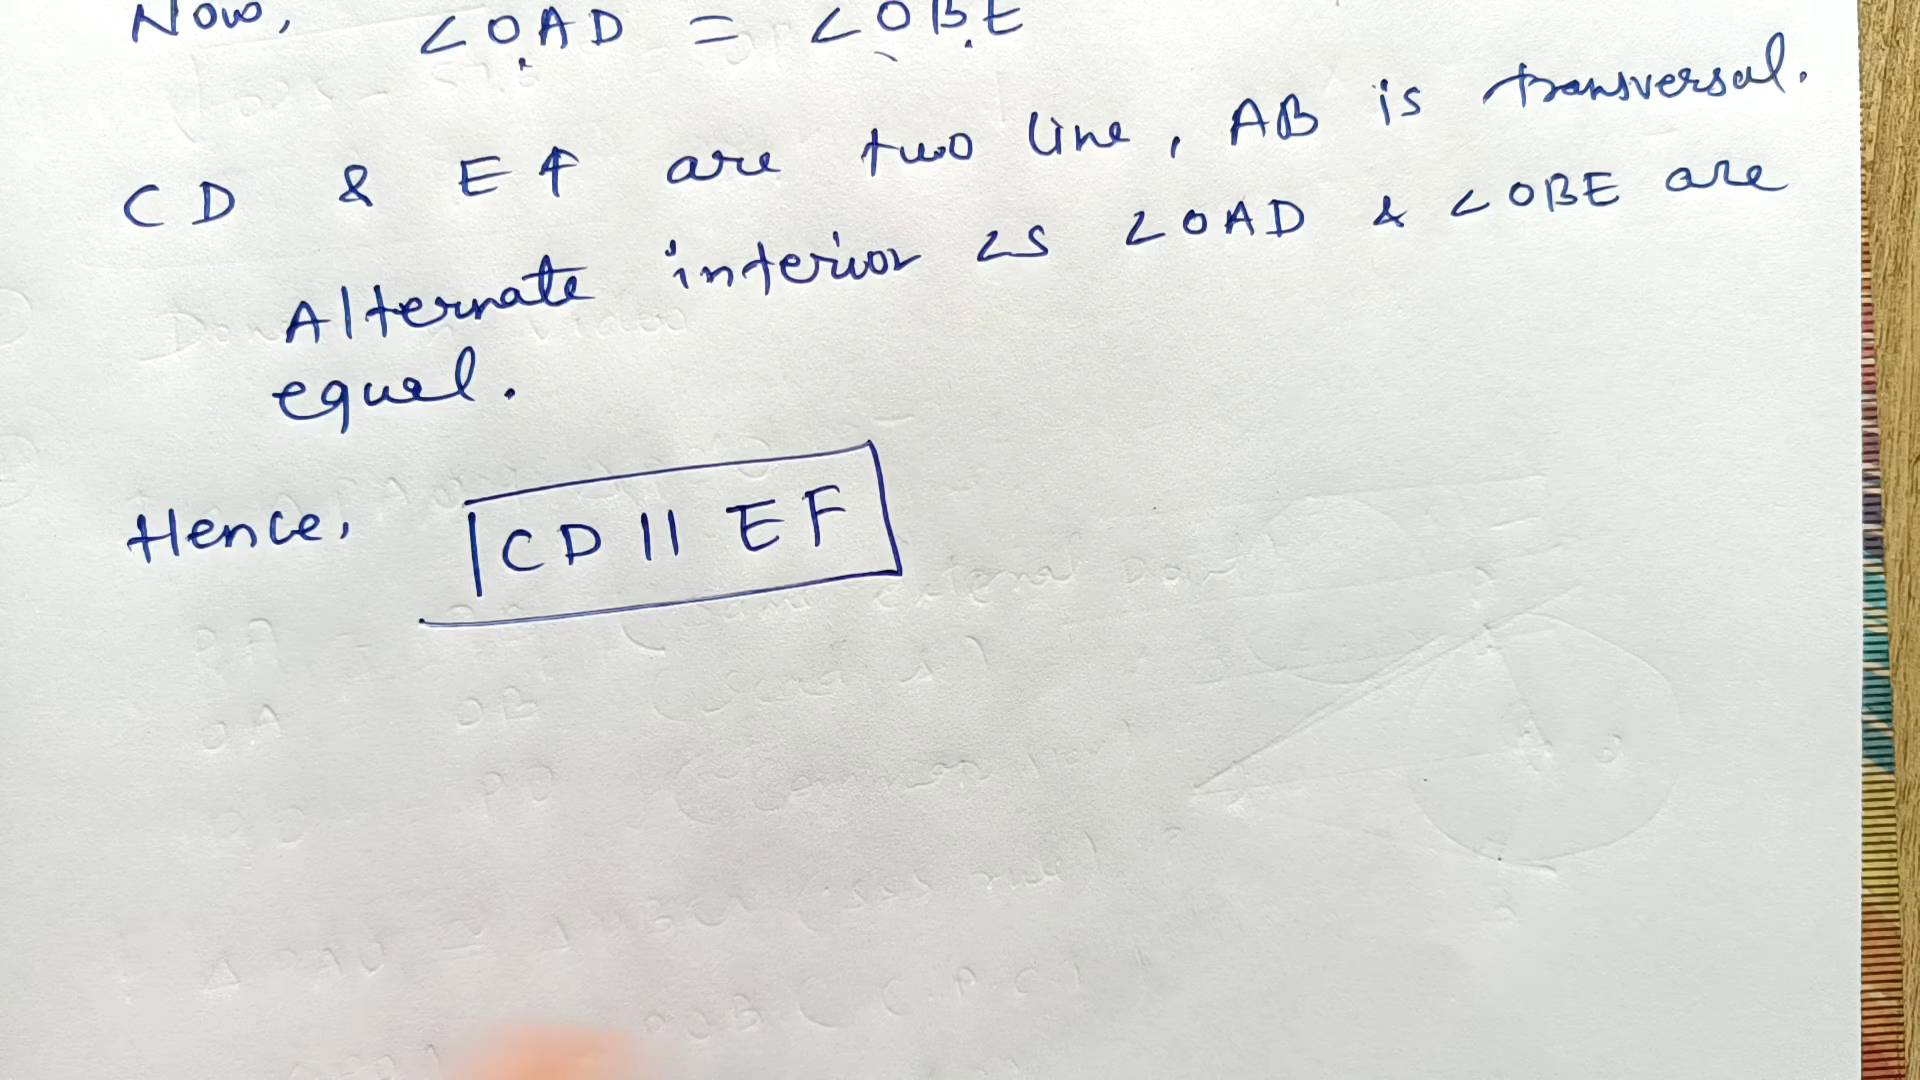 Now, ∠OAD = ∠OBE
CD & EF are two line, AB is transversal.
Alternate interior ∠s ∠OAD & ∠OBE are
equal.
Hence, CD || EF